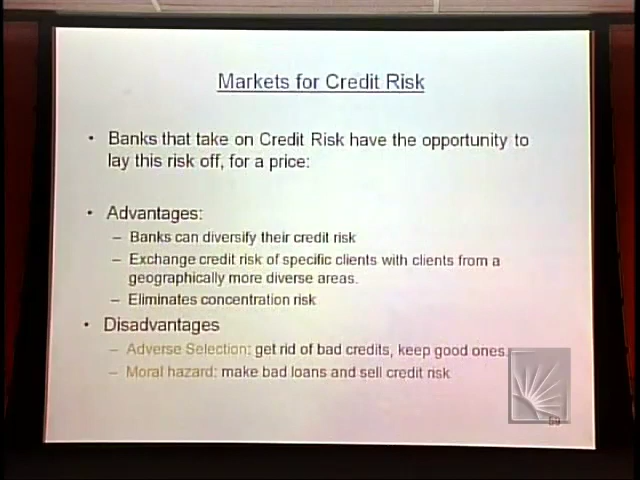 Markets for Credit Risk
• Banks that take on Credit Risk have the opportunity to
lay this risk off, for a price:
• Advantages:
– Banks can diversify their credit risk
– Exchange credit risk of specific clients with clients from a
geographically more diverse areas.
– Eliminates concentration risk
• Disadvantages
– Adverse Selection: get rid of bad credits, keep good ones.
– Moral hazard: make bad loans and sell credit risk
59